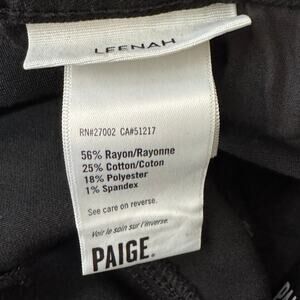 LEENAH
RN#27002 CA#51217
56% Rayon/Rayonne
25% Cotton/Coton
18% Polyester
1% Spandex
See care on reverse.
Voir le soin sur l'inverse.
PAIGE.